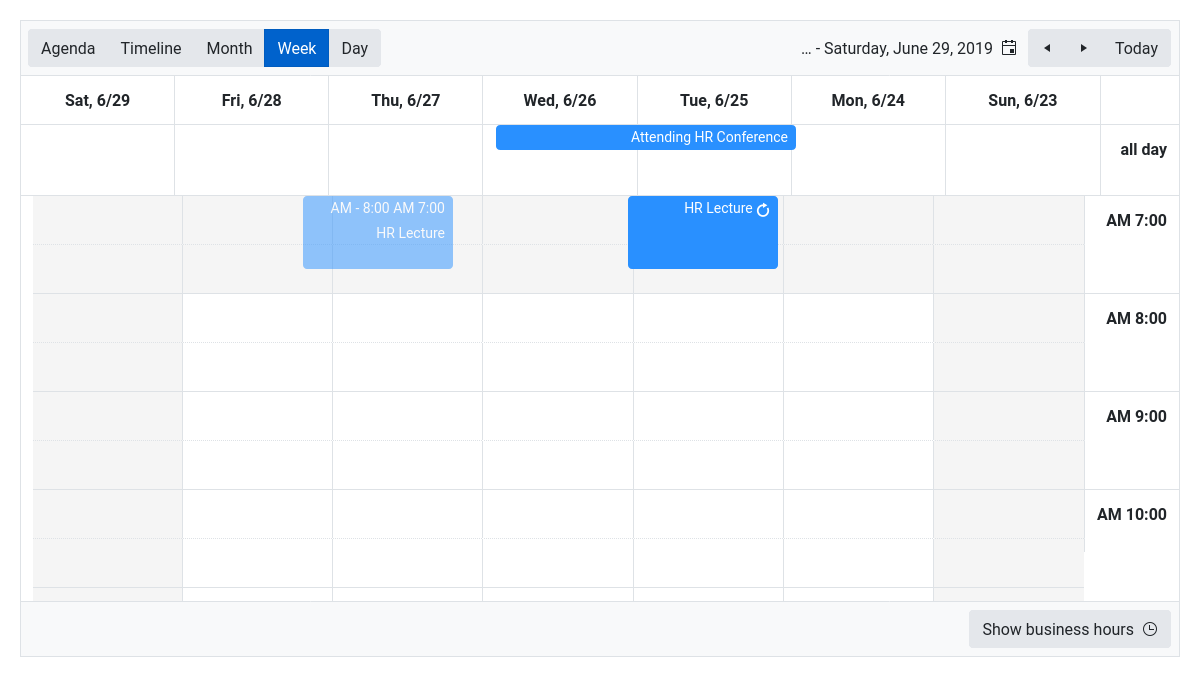 Agenda Timeline Month Week Day ... - Saturday, June 29, 2019 Today
Sat, 6/29 Fri, 6/28 Thu, 6/27 Wed, 6/26 Tue, 6/25 Mon, 6/24 Sun, 6/23
Attending HR Conference
all day
AM - 8:00 AM 7:00
HR Lecture
HR Lecture
AM 7:00
AM 8:00
AM 9:00
AM 10:00
Show business hours